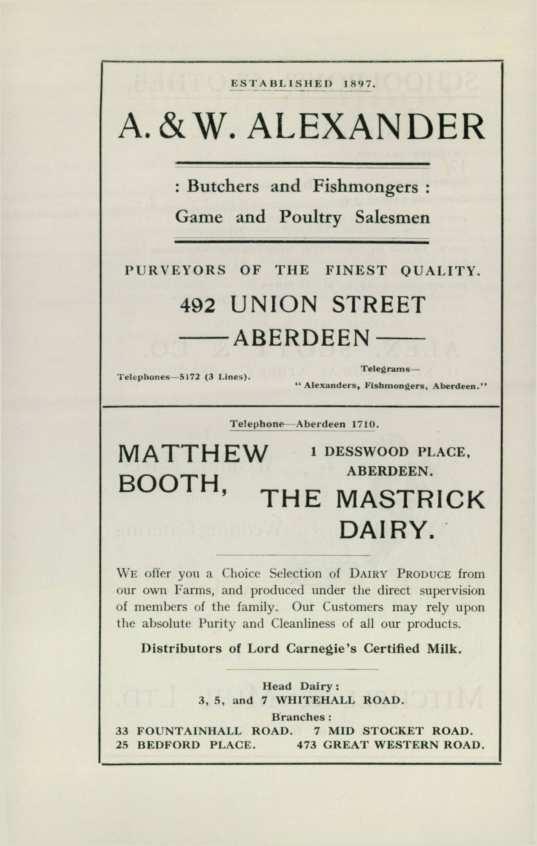 ESTABLISHED 1897.
A. & W. ALEXANDER
: Butchers and Fishmongers :
Game and Poultry Salesmen
PURVEYORS OF THE FINEST QUALITY.
492 UNION STREET
— ABERDEEN —
Telephones—5172 (3 Lines).
Telegrams—
"Alexanders, Fishmongers, Aberdeen."
Telephone—Aberdeen 1710.
MATTHEW BOOTH,
1 DESSWOOD PLACE,
ABERDEEN.
THE MASTRICK
DAIRY.
WE offer you a Choice Selection of DAIRY PRODUCE from
our own Farms, and produced under the direct supervision
of members of the family. Our Customers may rely upon
the absolute Purity and Cleanliness of all our products.
Distributors of Lord Carnegie's Certified Milk.
Head Dairy:
3, 5, and 7 WHITEHALL ROAD.
Branches:
33 FOUNTAINHALL ROAD. 7 MID STOCKET ROAD.
25 BEDFORD PLACE. 473 GREAT WESTERN ROAD.